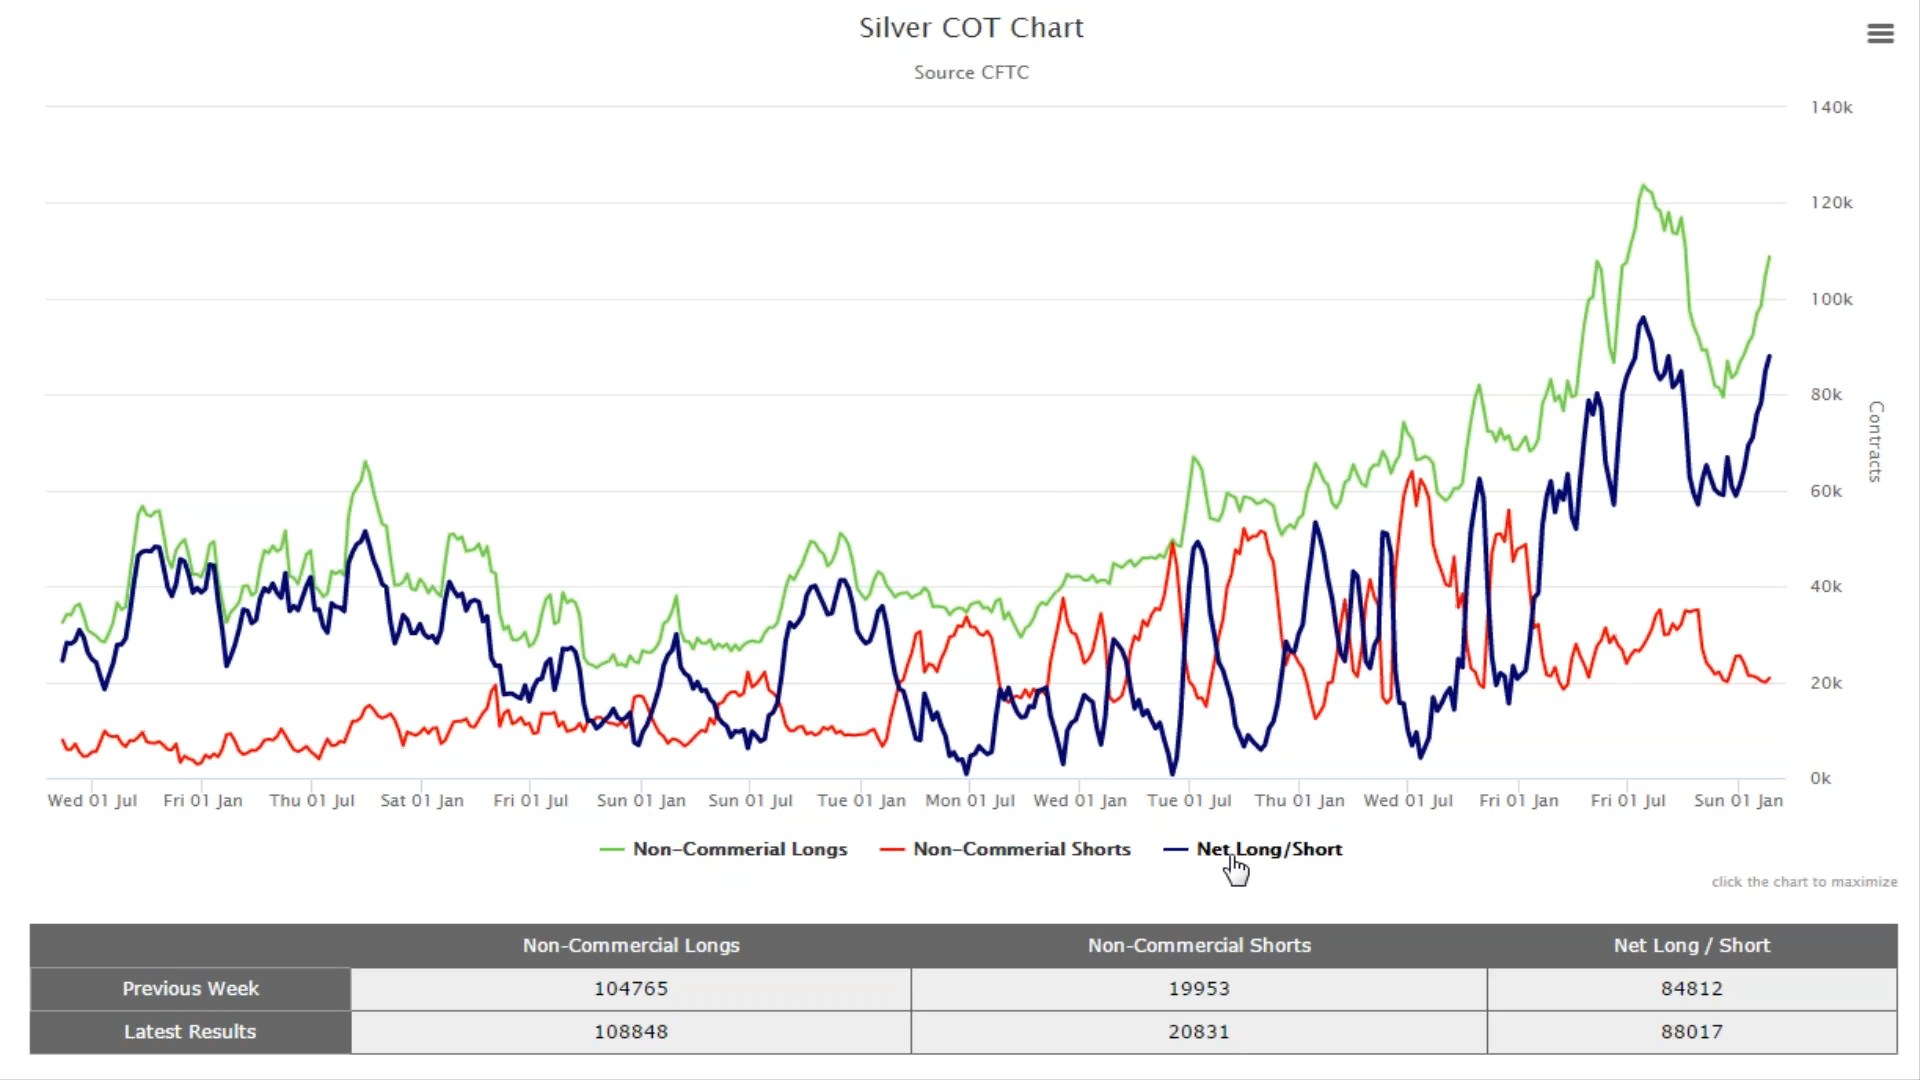 Silver COT Chart
Source CFTC
140k
120k
100k
80k
60k
40k
20k
0k
Contracts
Wed 01 Jul Fri 01 Jan Thu 01 Jul Sat 01 Jan Fri 01 Jul Sun 01 Jan Sun 01 Jul Tue 01 Jan Mon 01 Jul Wed 01 Jan Tue 01 Jul Thu 01 Jan Wed 01 Jul Fri 01 Jan Fri 01 Jul Sun 01 Jan
Non-Commerial Longs Non-Commerial Shorts Net Long/Short
click the chart to maximize
Non-Commercial Longs Non-Commercial Shorts Net Long / Short
Previous Week 104765 19953 84812
Latest Results 108848 20831 88017